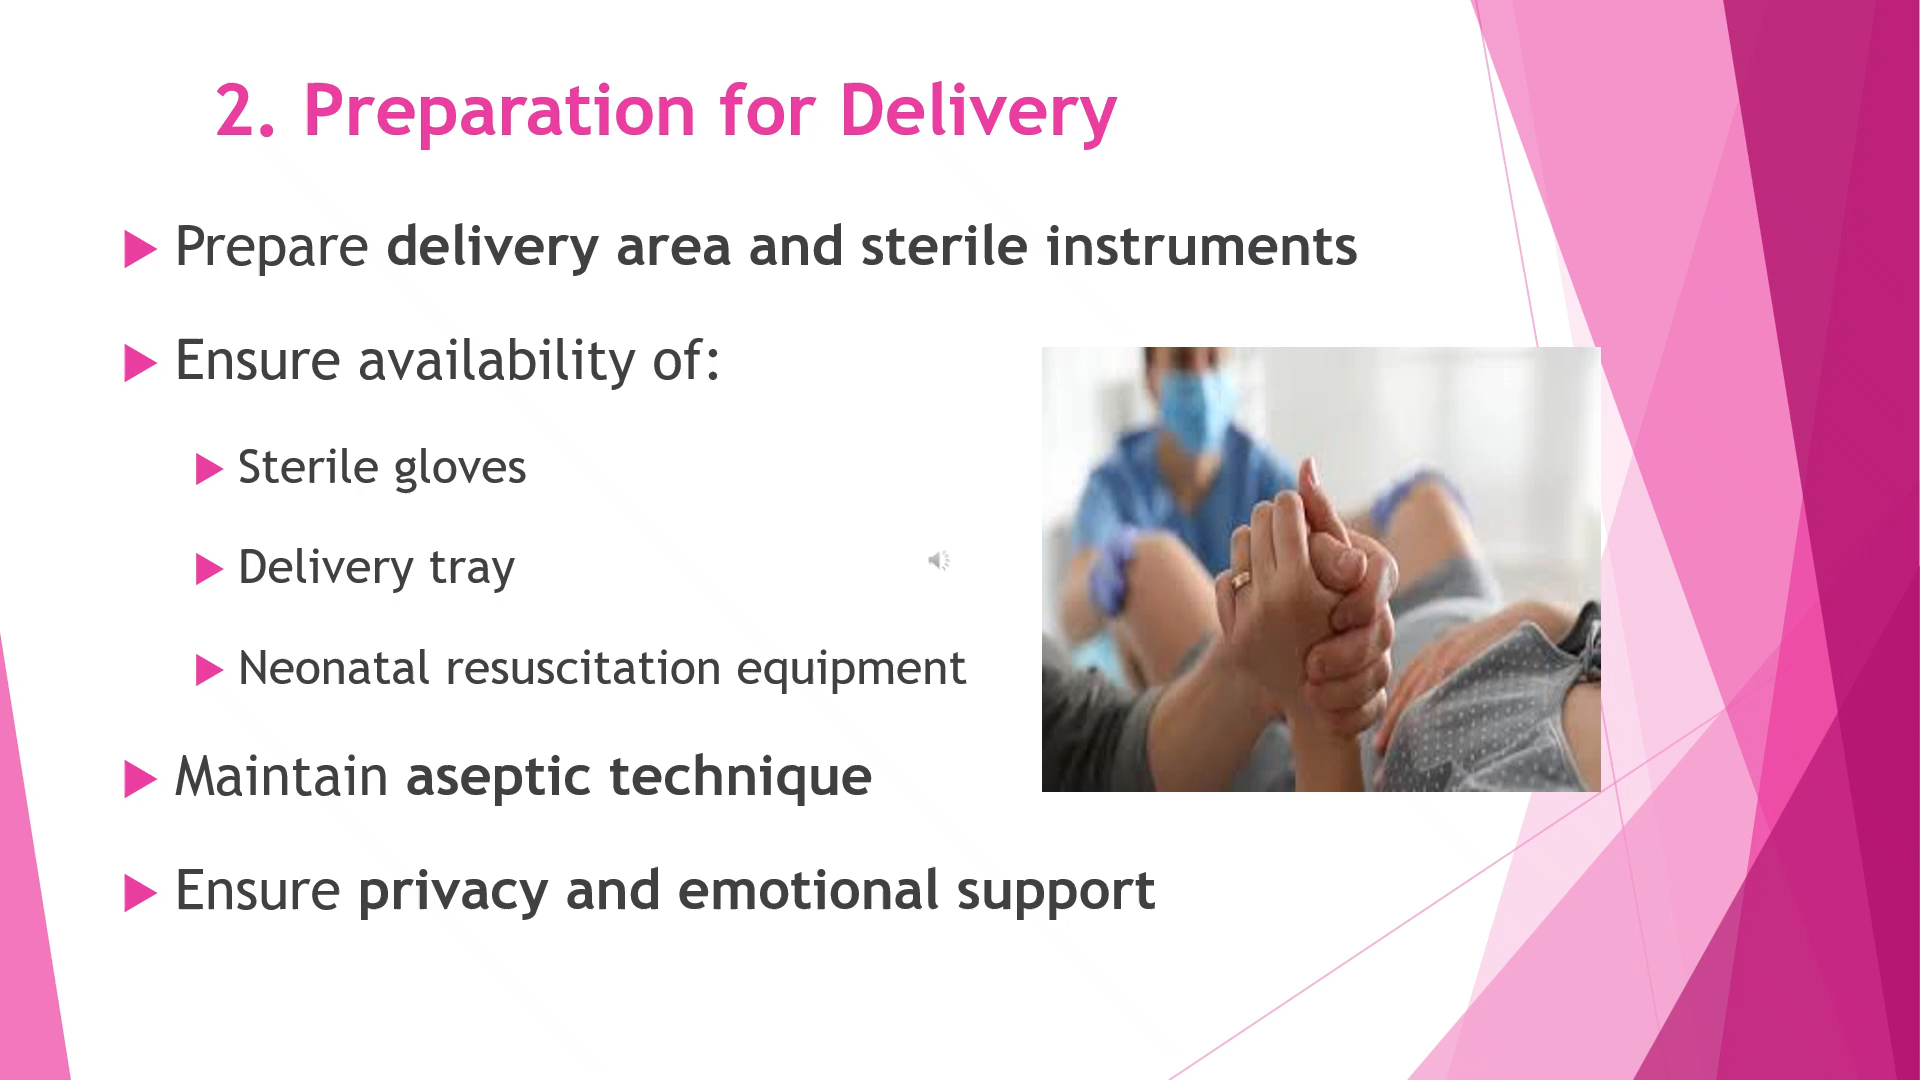 2. Preparation for Delivery
Prepare delivery area and sterile instruments
Ensure availability of:
Sterile gloves
Delivery tray
Neonatal resuscitation equipment
Maintain aseptic technique
Ensure privacy and emotional support